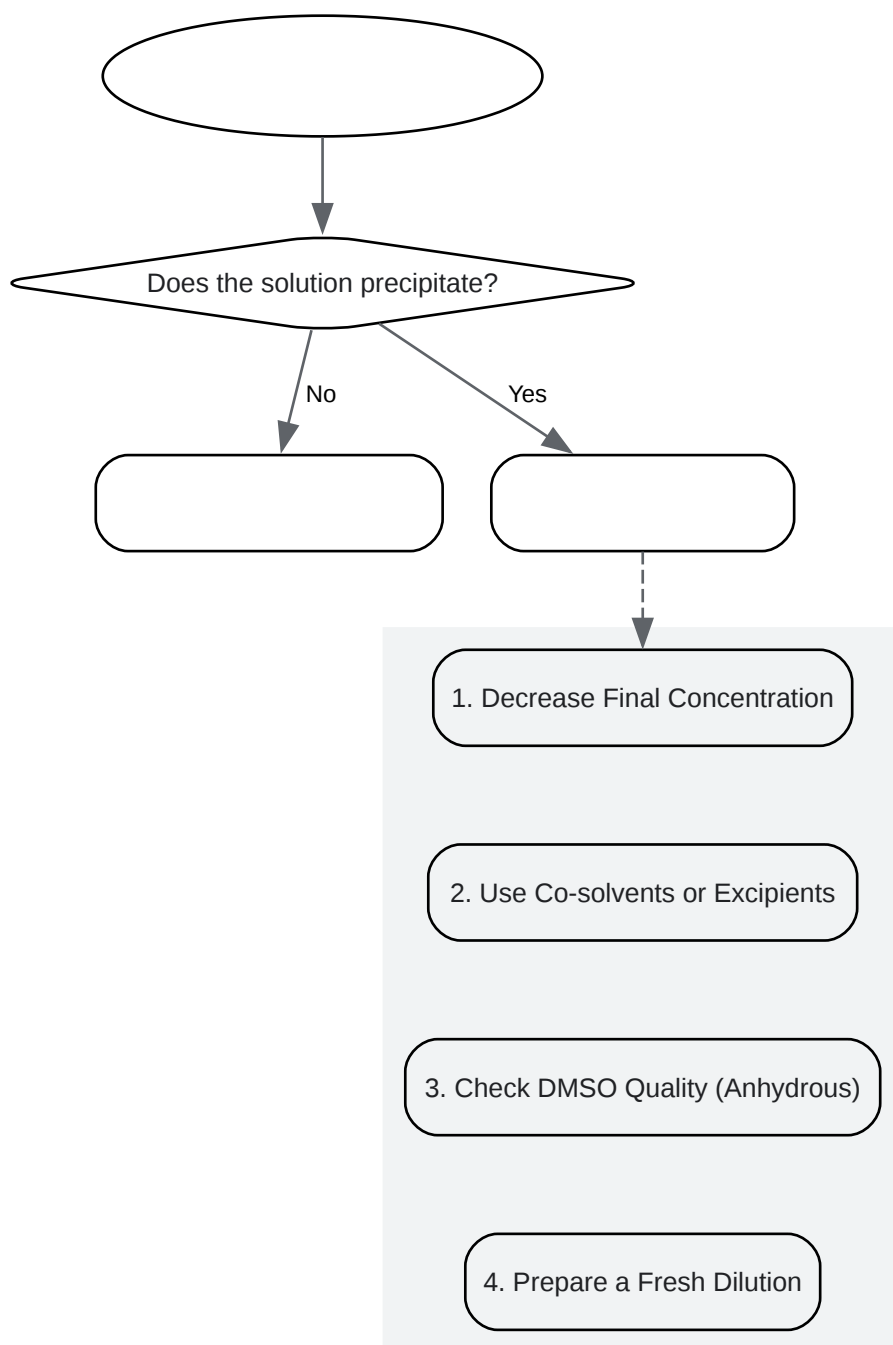 Does the solution precipitate?
No
Yes
1. Decrease Final Concentration
2. Use Co-solvents or Excipients
3. Check DMSO Quality (Anhydrous)
4. Prepare a Fresh Dilution